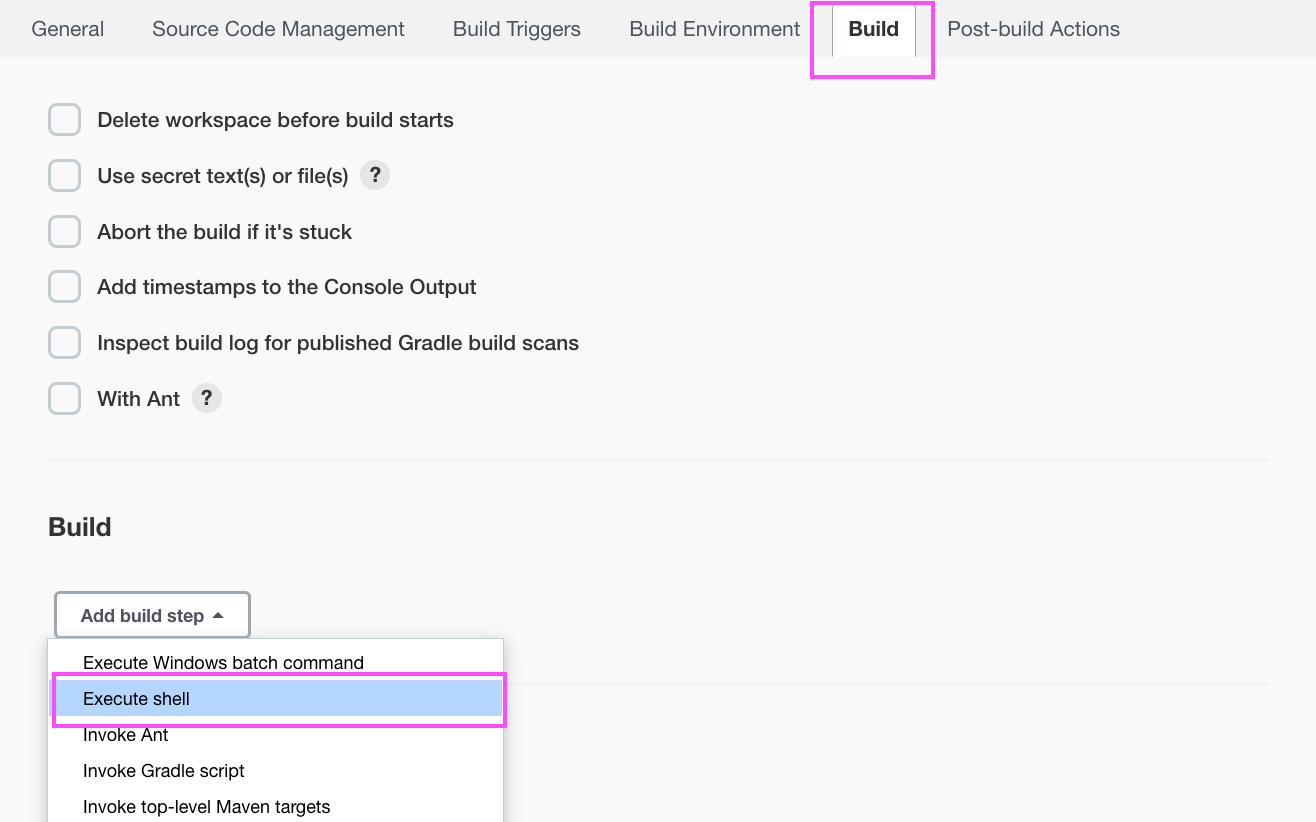 General Source Code Management Build Triggers Build Environment Build Post-build Actions
Delete workspace before build starts
Use secret text(s) or file(s) ?
Abort the build if it's stuck
Add timestamps to the Console Output
Inspect build log for published Gradle build scans
With Ant ?
Build
Add build step
Execute Windows batch command
Execute shell
Invoke Ant
Invoke Gradle script
Invoke top-level Maven targets